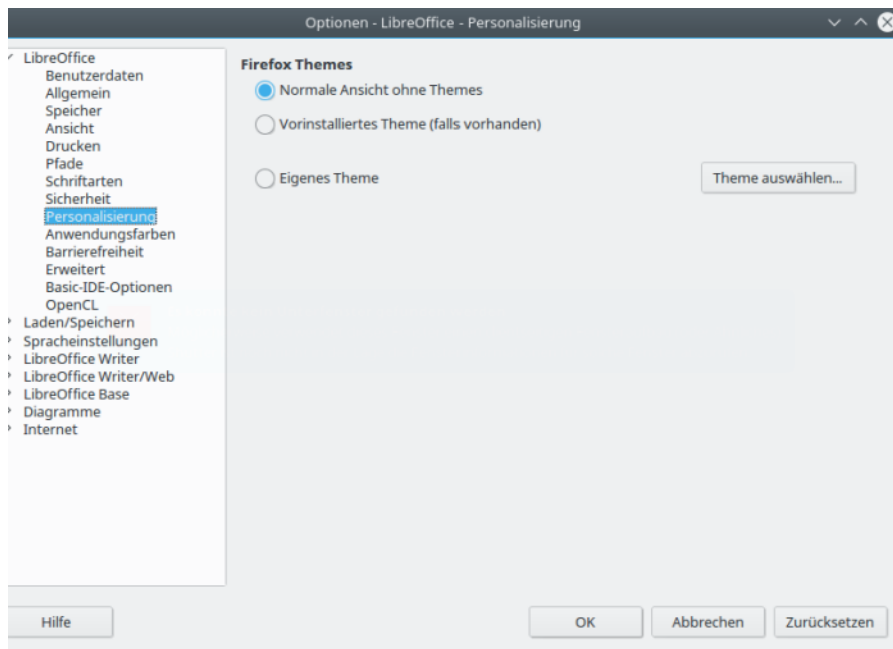 Optionen - LibreOffice - Personalisierung
LibreOffice
Benutzerdaten
Allgemein
Speicher
Ansicht
Drucken
Pfade
Schriftarten
Sicherheit
Personalisierung
Anwendungsfarben
Barrierefreiheit
Erweitert
Basic-IDE-Optionen
OpenCL
Laden/Speichern
Spracheinstellungen
LibreOffice Writer
LibreOffice Writer/Web
LibreOffice Base
Diagramme
Internet
Firefox Themes
Normale Ansicht ohne Themes
Vorinstalliertes Theme (falls vorhanden)
Eigenes Theme
Theme auswählen...
Hilfe
OK
Abbrechen
Zurücksetzen